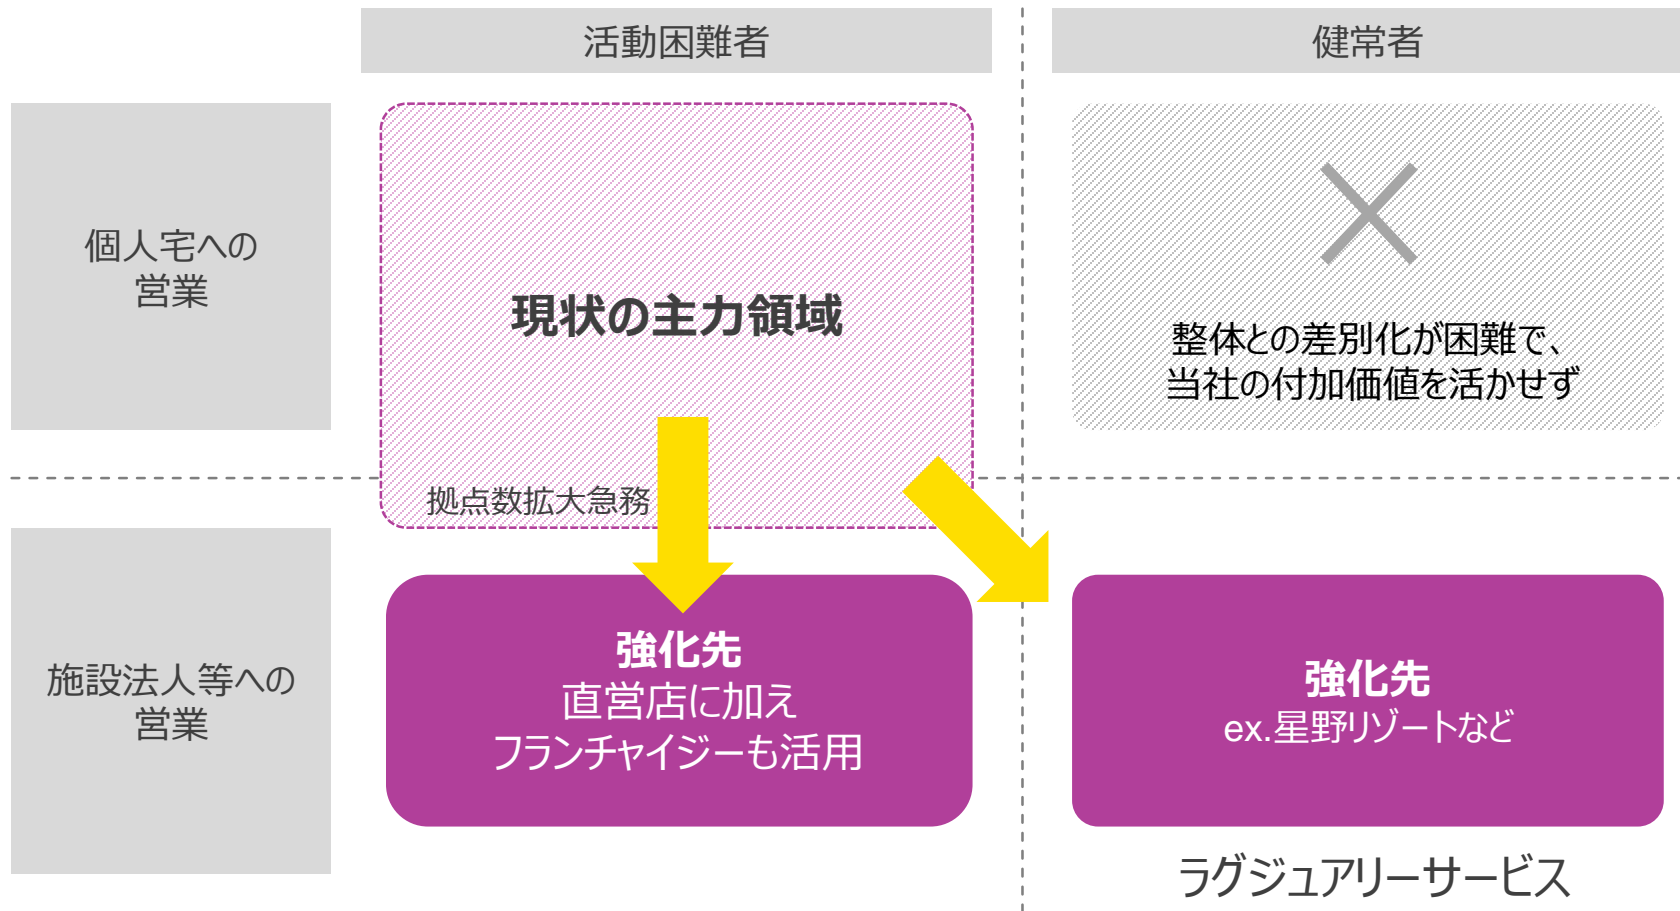 活動困難者
健常者
個人宅への
営業
現状の主力領域
拠点数拡大急務
整体との差別化が困難で、
当社の付加価値を活かせず
施設法人等への
営業
強化先
直営店に加え
フランチャイジーも活用
強化先
ex.星野リゾートなど
ラグジュアリーサービス